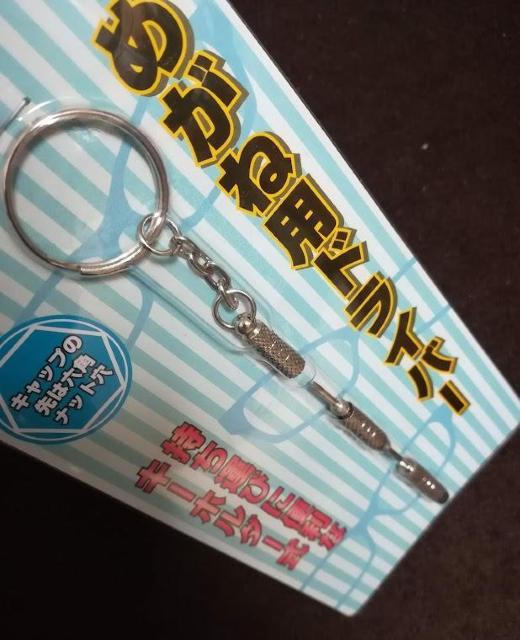 めがね用ドライバー
持ち運びに便利な
キーホルダー式
キャップの
先は六角
ナット穴